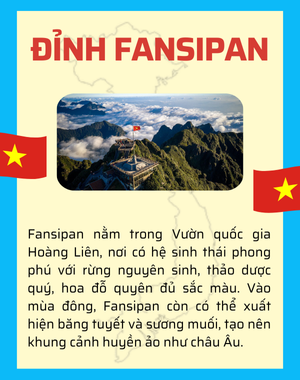 ĐỈNH FANSIPAN
Fansipan nằm trong Vườn quốc gia
Hoàng Liên, nơi có hệ sinh thái phong
phú với rừng nguyên sinh, thảo dược
quý, hoa đỗ quyên đủ sắc màu. Vào
mùa đông, Fansipan còn có thể xuất
hiện băng tuyết và sương muối, tạo nên
khung cảnh huyền ảo như châu Âu.